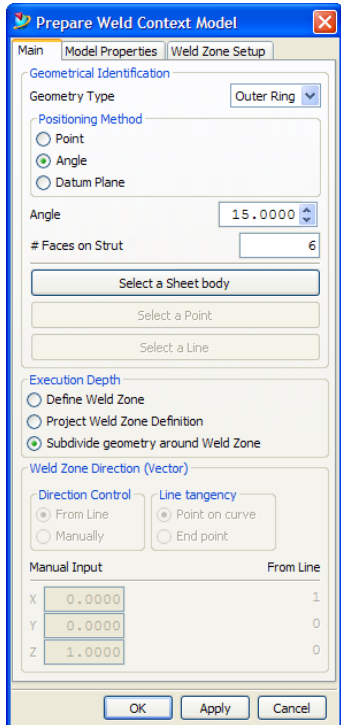 Prepare Weld Context Model
Main Model Properties Weld Zone Setup
Geometrical Identification
Geometry Type Outer Ring
Positioning Method
Point
Angle
Datum Plane
Angle 15.0000
# Faces on Strut 6
Select a Sheet body
Select a Point
Select a Line
Execution Depth
Define Weld Zone
Project Weld Zone Definition
Subdivide geometry around Weld Zone
Weld Zone Direction (Vector)
Direction Control Line tangency
From Line Point on curve
Manually End point
Manual Input From Line
X 0.0000 1
Y 0.0000 0
Z 1.0000 0
OK Apply Cancel